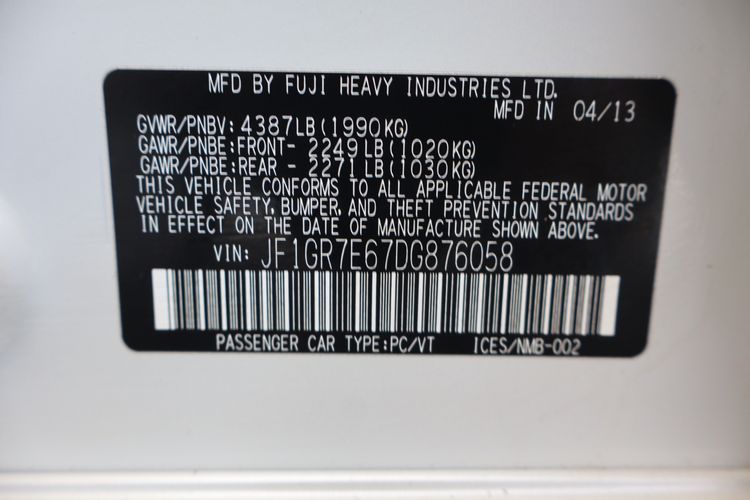 MFD BY FUJI HEAVY INDUSTRIES LTD.
MFD IN 04/13
GVWR/PNBV: 4387LB(1990KG)
GAWR/PNBE:FRONT- 2249LB(1020KG)
GAWR/PNBE:REAR - 2271LB(1030KG)
THIS VEHICLE CONFORMS TO ALL APPLICABLE FEDERAL MOTOR
VEHICLE SAFETY, BUMPER, AND THEFT PREVENTION STANDARDS
IN EFFECT ON THE DATE OF MANUFACTURE SHOWN ABOVE.
VIN: JF1GR7E67DG876058
PASSENGER CAR TYPE:PC/VT ICES/NMB-002